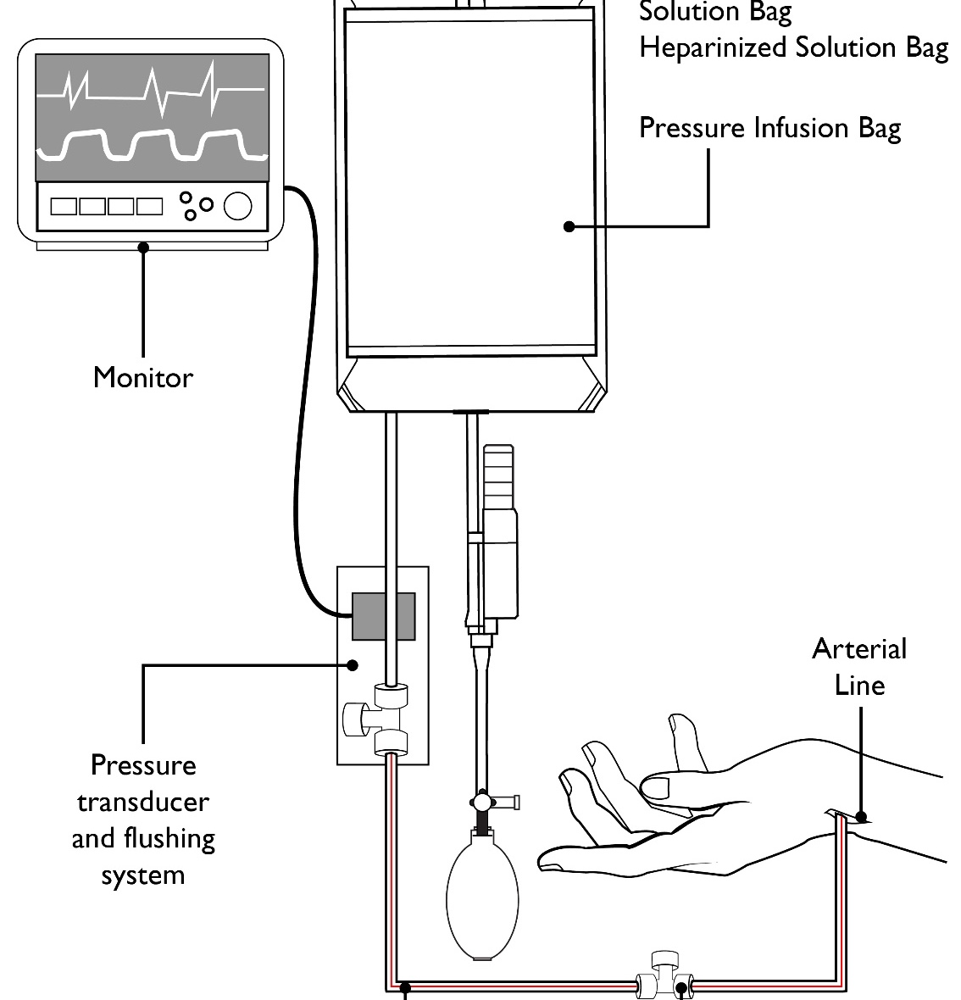 Solution Bag
Heparinized Solution Bag
Pressure Infusion Bag
Monitor
Arterial
Line
Pressure
transducer
and flushing
system